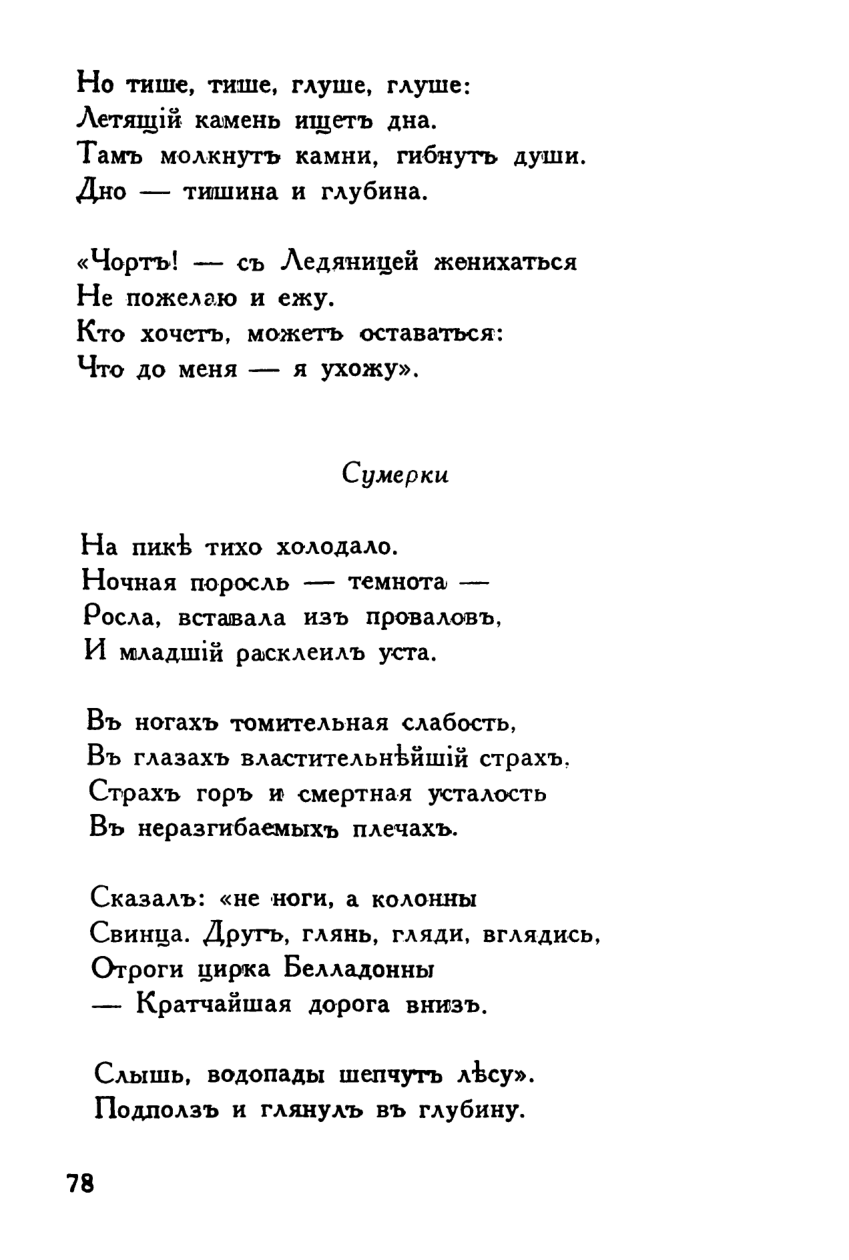 Но тише, тише, глуше, глуше:
Летящій камень ищетъ дна.
Тамъ молкнутъ камни, гибнутъ души.
Дно — тишина и глубина.
«Чортъ! — съ Ледяницей женихаться
Не пожелаю и ежу.
Кто хочетъ, можетъ оставаться:
Что до меня — я ухожу».
Сумерки
На пикѣ тихо холодало.
Ночная поросль — темнота —
Росла, вставала изъ проваловъ,
И младшій расклеилъ уста.
Въ ногахъ томительная слабость,
Въ глазахъ властительнѣйшій страхъ.
Страхъ горъ и смертная усталость
Въ неразгибаемыхъ плечахъ.
Сказалъ: «не ноги, а колонны
Свинца. Другъ, глянь, гляди, вглядись,
Отроги цирка Белладонны
— Кратчайшая дорога внизъ.
Слышь, водопады шепчутъ лѣсу».
Подползъ и глянулъ въ глубину.
78